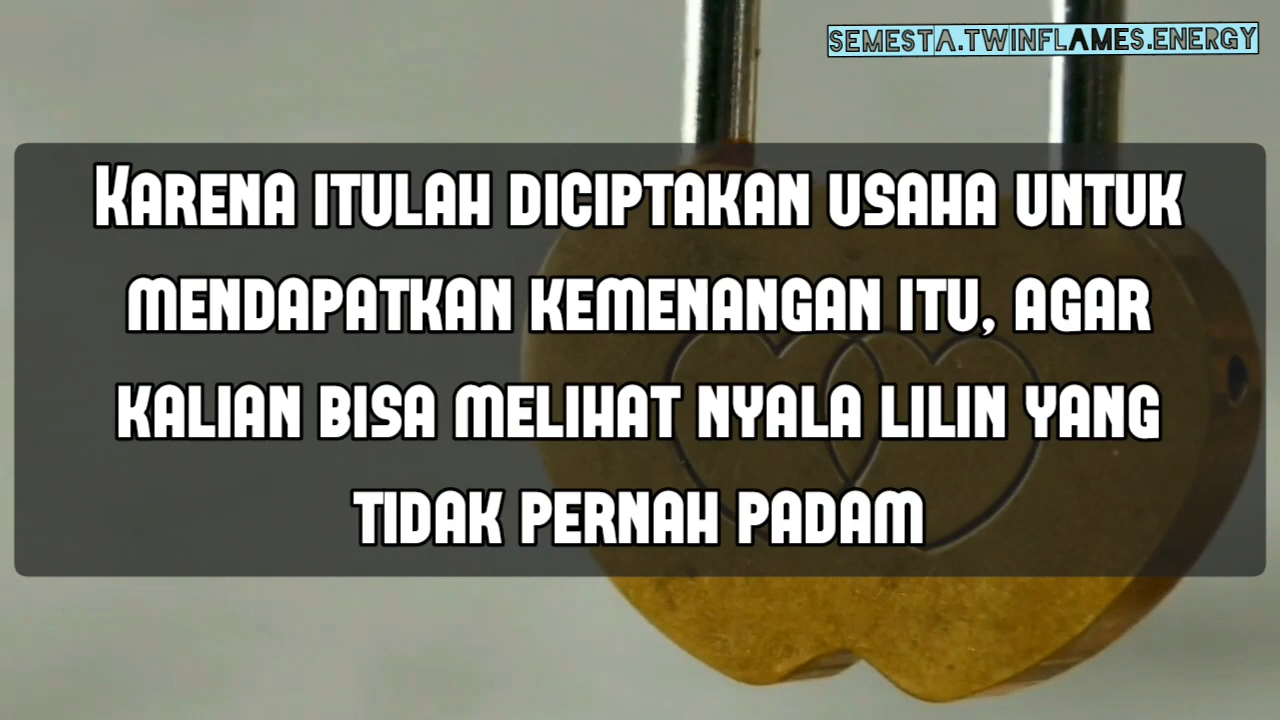 SEMESTA.TWINFLAMES.ENERGY
Karena itulah diciptakan usaha untuk
mendapatkan kemenangan itu, agar
kalian bisa melihat nyala lilin yang
tidak pernah padam